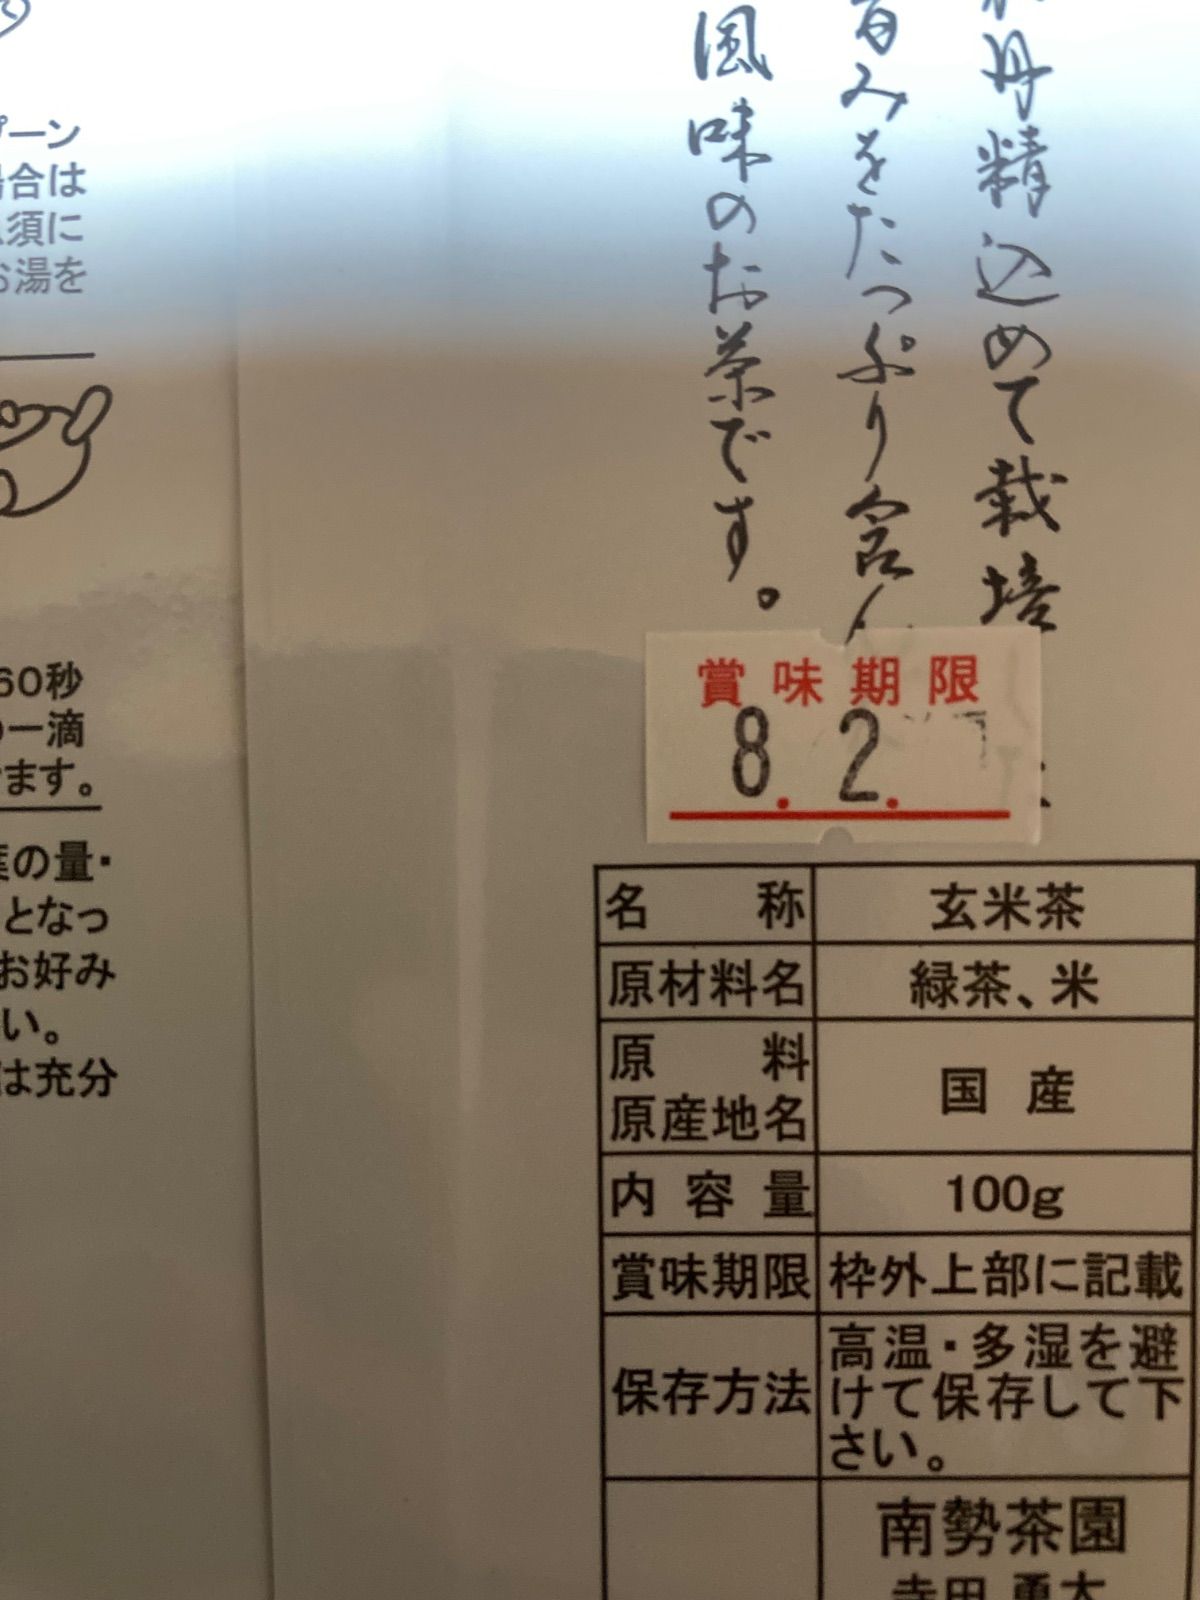 丹精込めて栽培
旨みをたっぷり含ん
風味のお茶です。
プーン
場合は
急須に
お湯を
60秒
の一滴
ます。
葉の量・
となっ
お好み
い。
は充分
賞味期限
8. 2.
名称 玄米茶
原材料名 緑茶、米
原料原産地名 国産
内容量 100g
賞味期限 枠外上部に記載
保存方法 高温・多湿を避
けて保存して下
さい。
南勢茶園